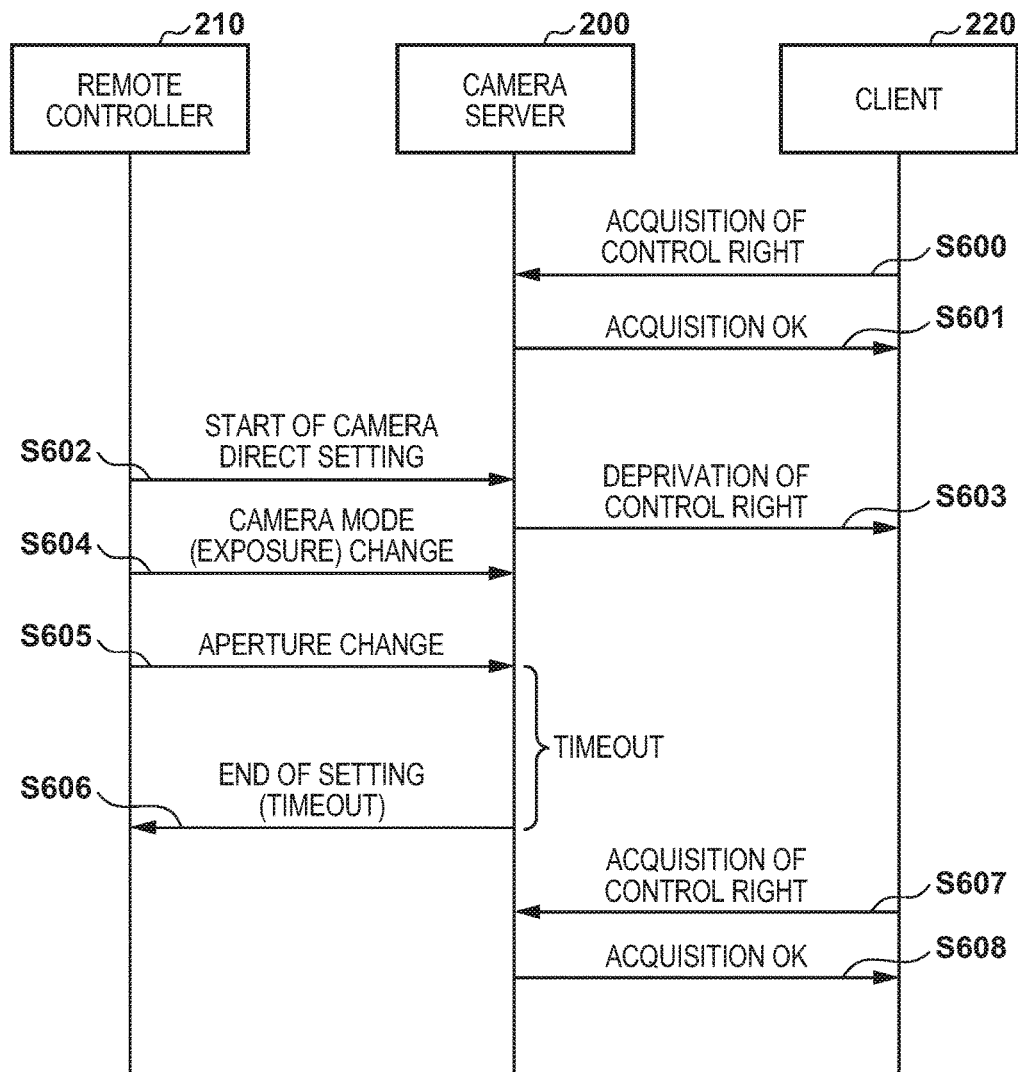 210
200
220
REMOTE
CONTROLLER
CAMERA
SERVER
CLIENT
ACQUISITION OF
CONTROL RIGHT
S600
ACQUISITION OK
S601
START OF CAMERA
DIRECT SETTING
S602
DEPRIVATION OF
CONTROL RIGHT
S603
CAMERA MODE
(EXPOSURE) CHANGE
S604
APERTURE CHANGE
S605
TIMEOUT
END OF SETTING
(TIMEOUT)
S606
ACQUISITION OF
CONTROL RIGHT
S607
ACQUISITION OK
S608